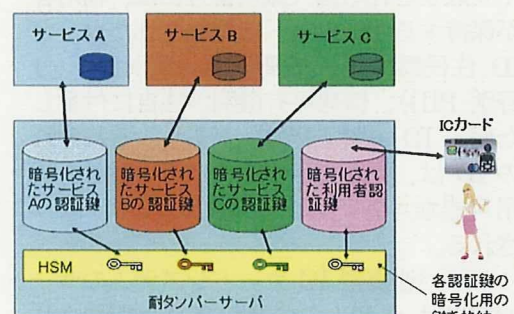 サービス A
サービス B
サービス C
ICカード
暗号化され
たサービス
Aの認証鍵
暗号化され
たサービス
Bの認証鍵
暗号化され
たサービス
Cの認証鍵
暗号化され
た利用者認
証鍵
HSM
耐タンパーサーバ
各認証鍵の
暗号化用の